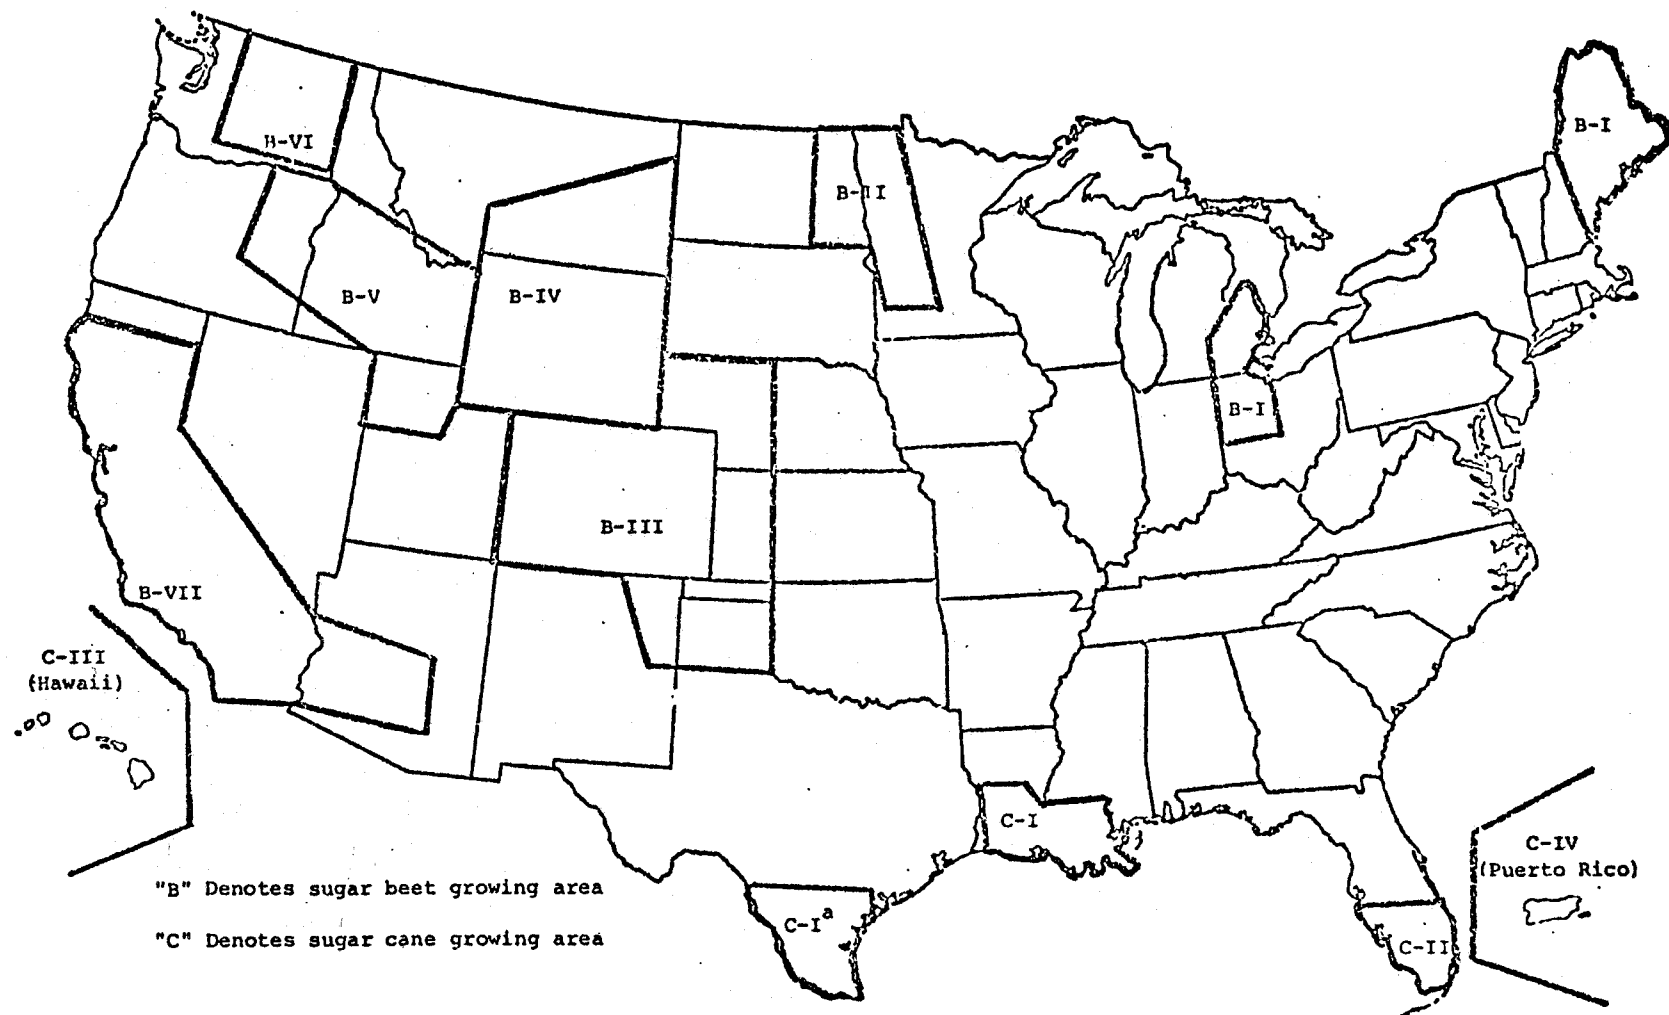 B-I
B-VI
B-II
B-V
B-IV
B-I
B-III
B-VII
C-III
(Hawaii)
C-I
C-IV
(Puerto Rico)
"B" Denotes sugar beet growing area
C-Iª
"C" Denotes sugar cane growing area
C-II